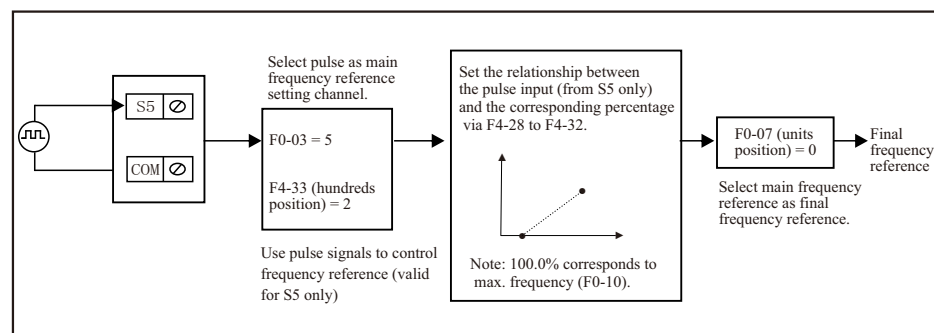 S5
COM
Select pulse as main
frequency reference
setting channel.
F0-03 = 5
F4-33 (hundreds
position) = 2
Use pulse signals to control
frequency reference (valid
for S5 only)
Set the relationship between
the pulse input (from S5 only)
and the corresponding percentage
via F4-28 to F4-32.
Note: 100.0% corresponds to
max. frequency (F0-10).
F0-07 (units
position) = 0
Select main frequency
reference as final
frequency reference.
Final
frequency
reference